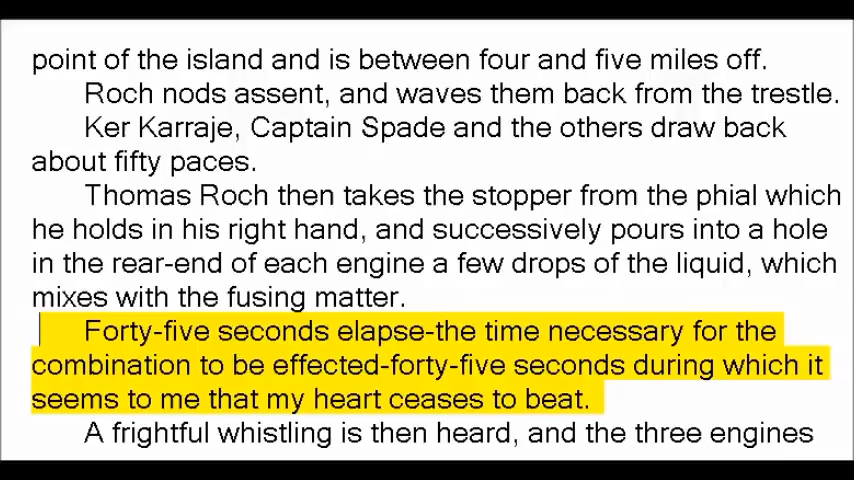 point of the island and is between four and five miles off.
Roch nods assent, and waves them back from the trestle.
Ker Karraje, Captain Spade and the others draw back
about fifty paces.
Thomas Roch then takes the stopper from the phial which
he holds in his right hand, and successively pours into a hole
in the rear-end of each engine a few drops of the liquid, which
mixes with the fusing matter.
Forty-five seconds elapse-the time necessary for the
combination to be effected-forty-five seconds during which it
seems to me that my heart ceases to beat.
A frightful whistling is then heard, and the three engines